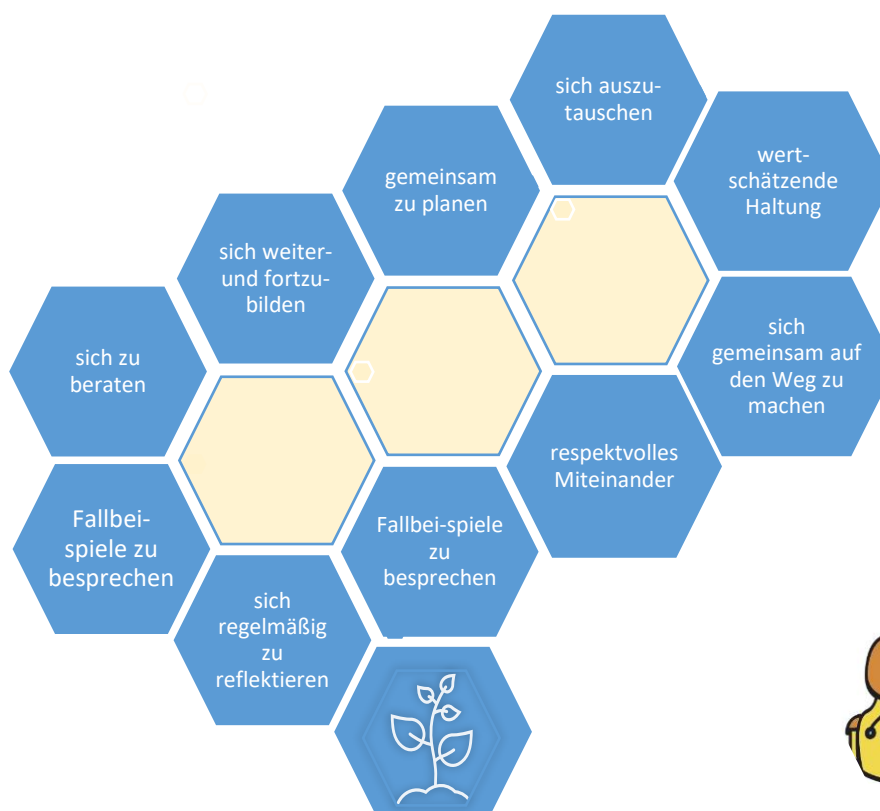 sich auszu-
tauschen
wert-
schätzende
Haltung
gemeinsam
zu planen
sich weiter-
und fortzu-
bilden
sich
gemeinsam auf
den Weg zu
machen
sich zu
beraten
respektvolles
Miteinander
Fallbei-
spiele zu
besprechen
Fallbei-spiele
zu
besprechen
sich
regelmäßig
zu
reflektieren